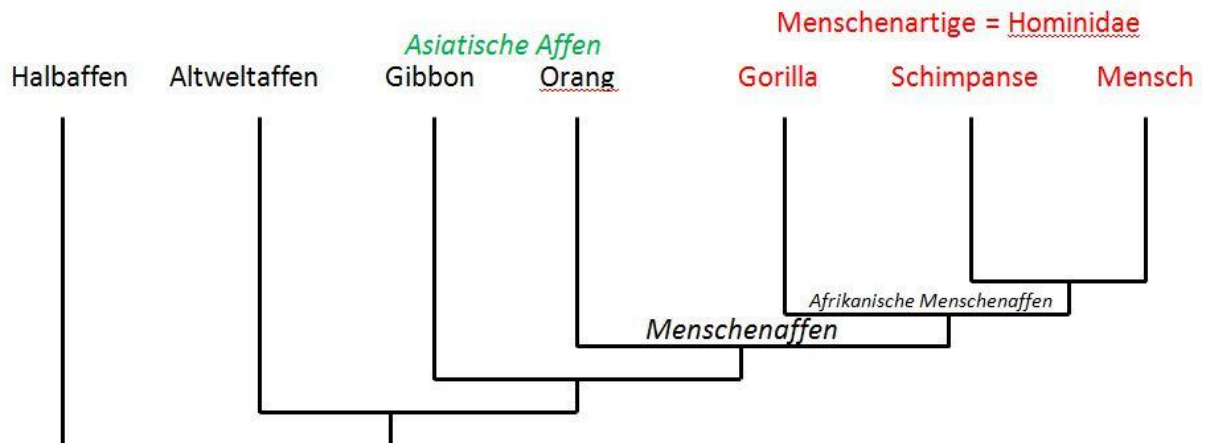 Menschenartige = Hominidae
Asiatische Affen
Halbaffen Altweltaffen Gibbon Orang Gorilla Schimpanse Mensch
Afrikanische Menschenaffen
Menschenaffen